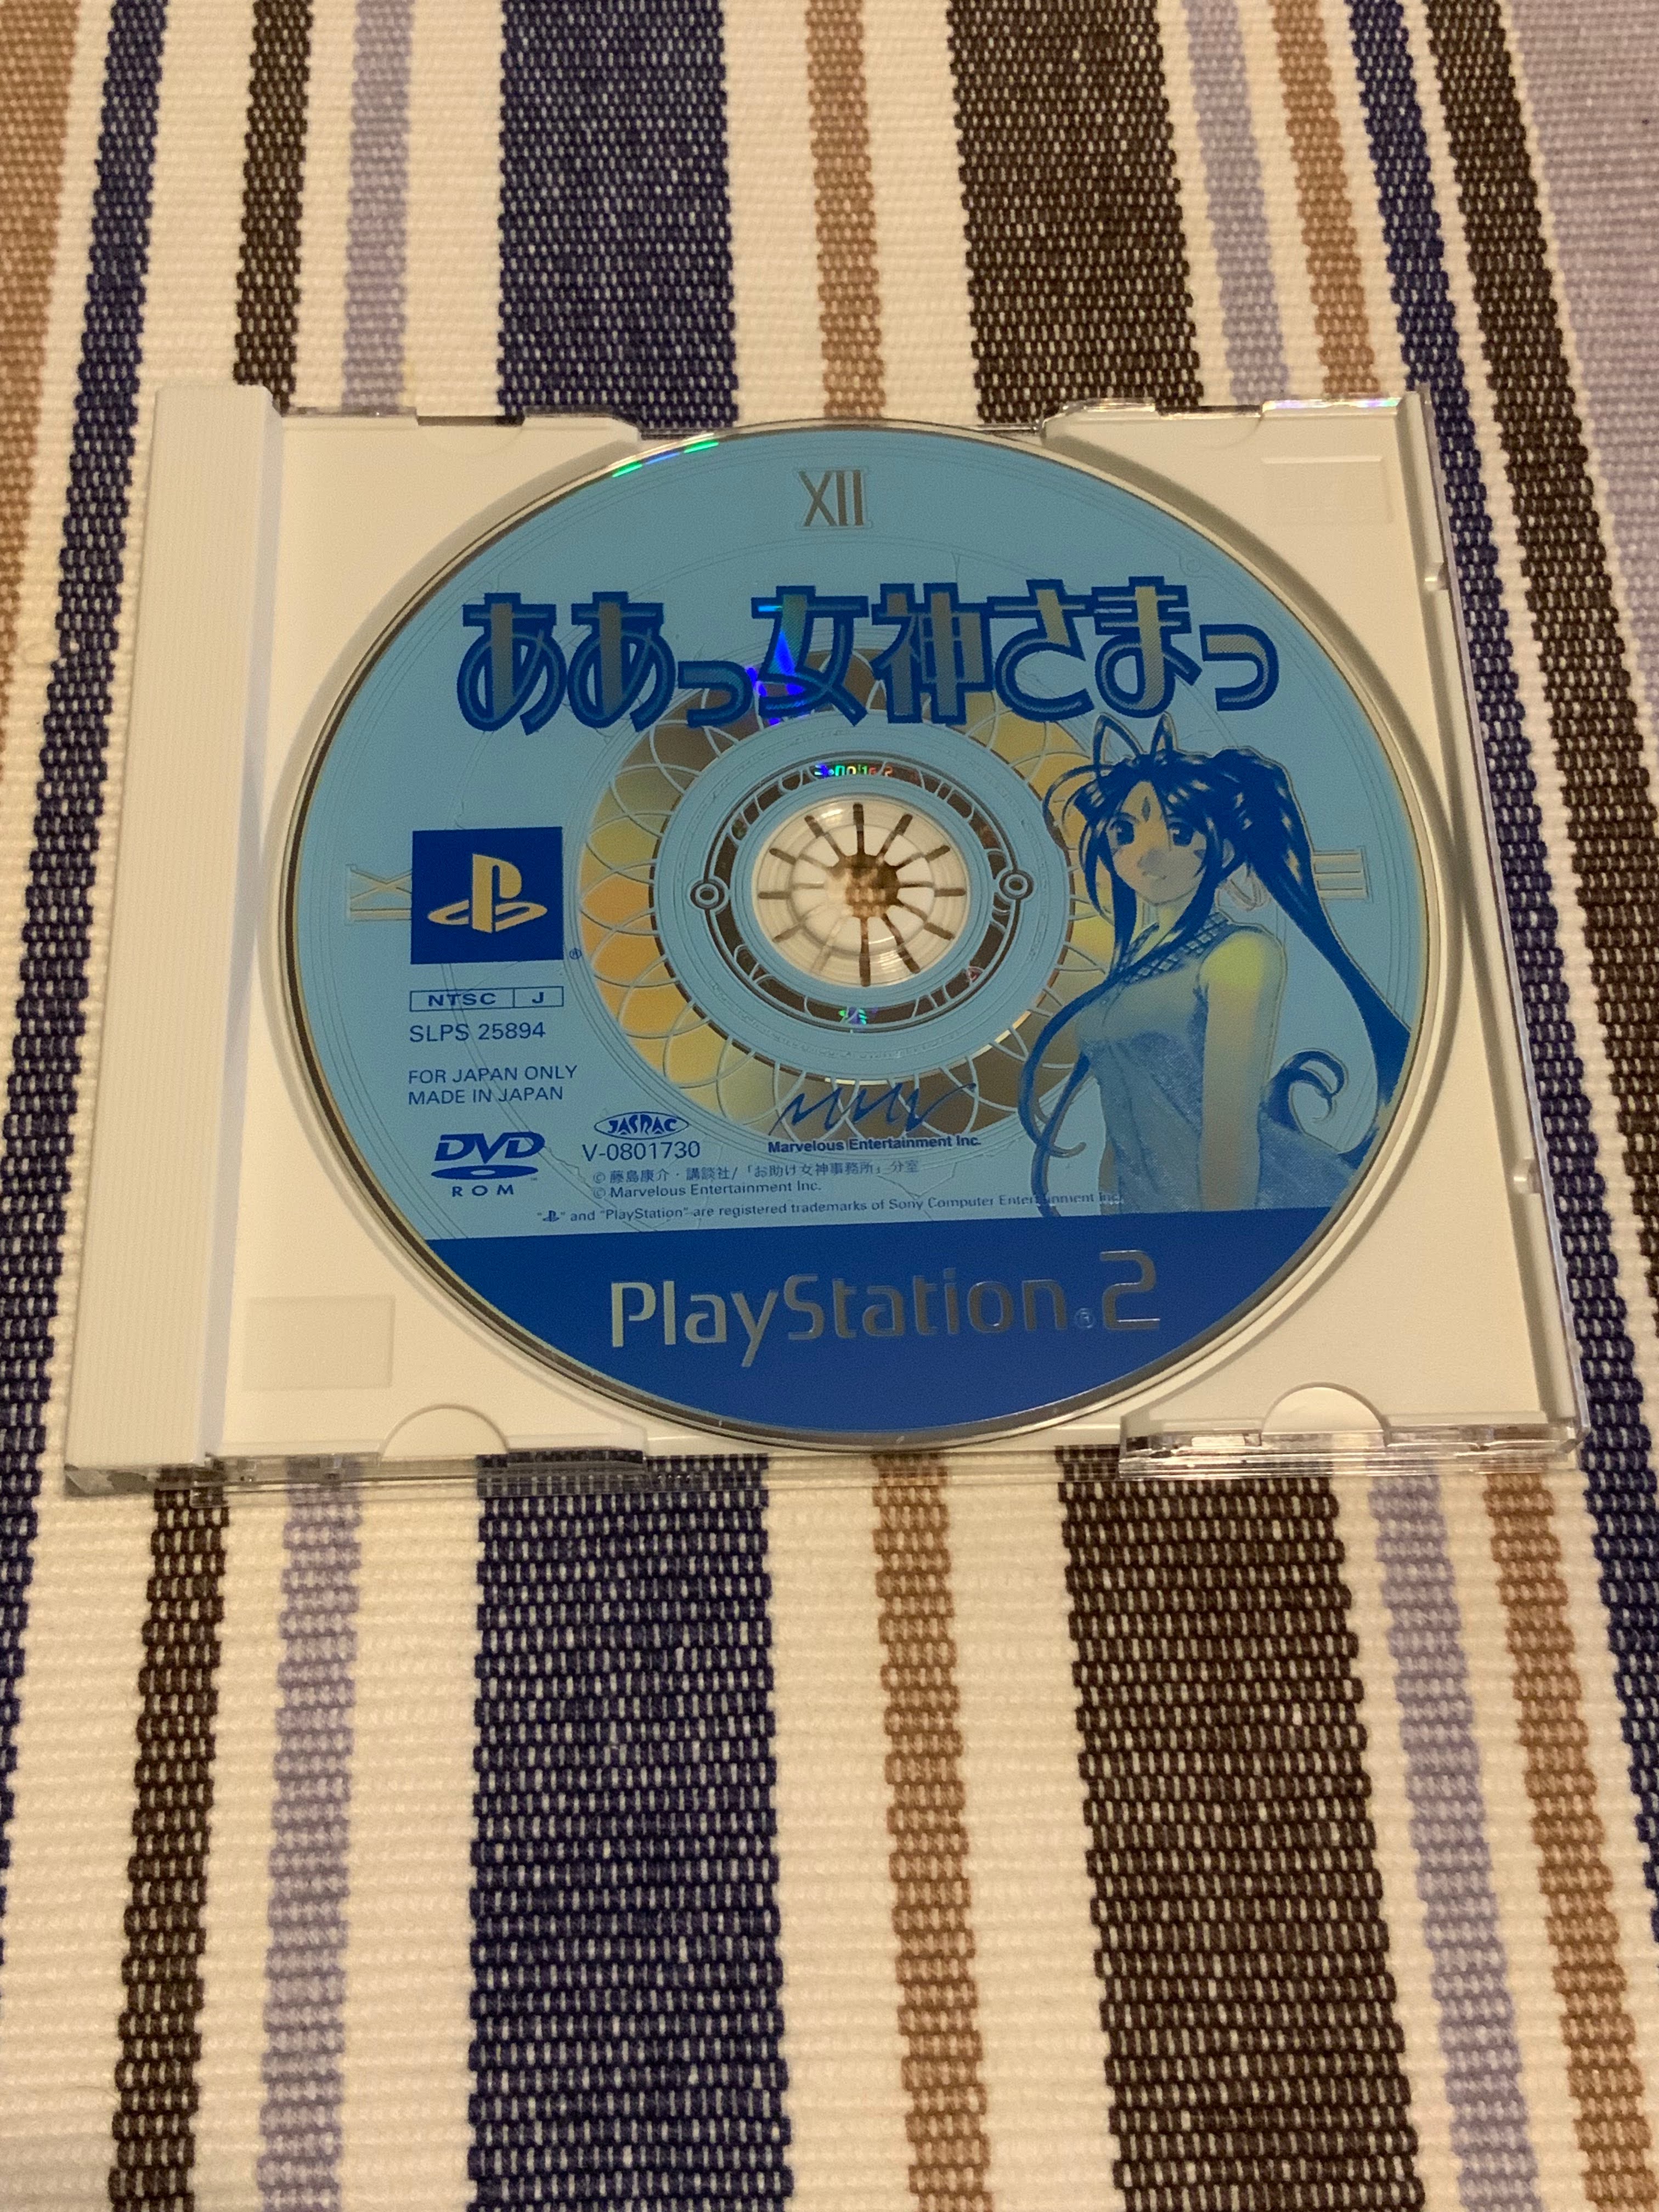 XII
ああっ女神さまっ
IX
III
NTSC J
SLPS 25894
FOR JAPAN ONLY
MADE IN JAPAN
DVD
ROM
JASRAC
V-0801730
Marvelous Entertainment Inc.
© 藤島康介・講談社/「お助け女神事務所」分室
© Marvelous Entertainment Inc.
" " and "PlayStation" are registered trademarks of Sony Computer Entertainment Inc.
PlayStation®2